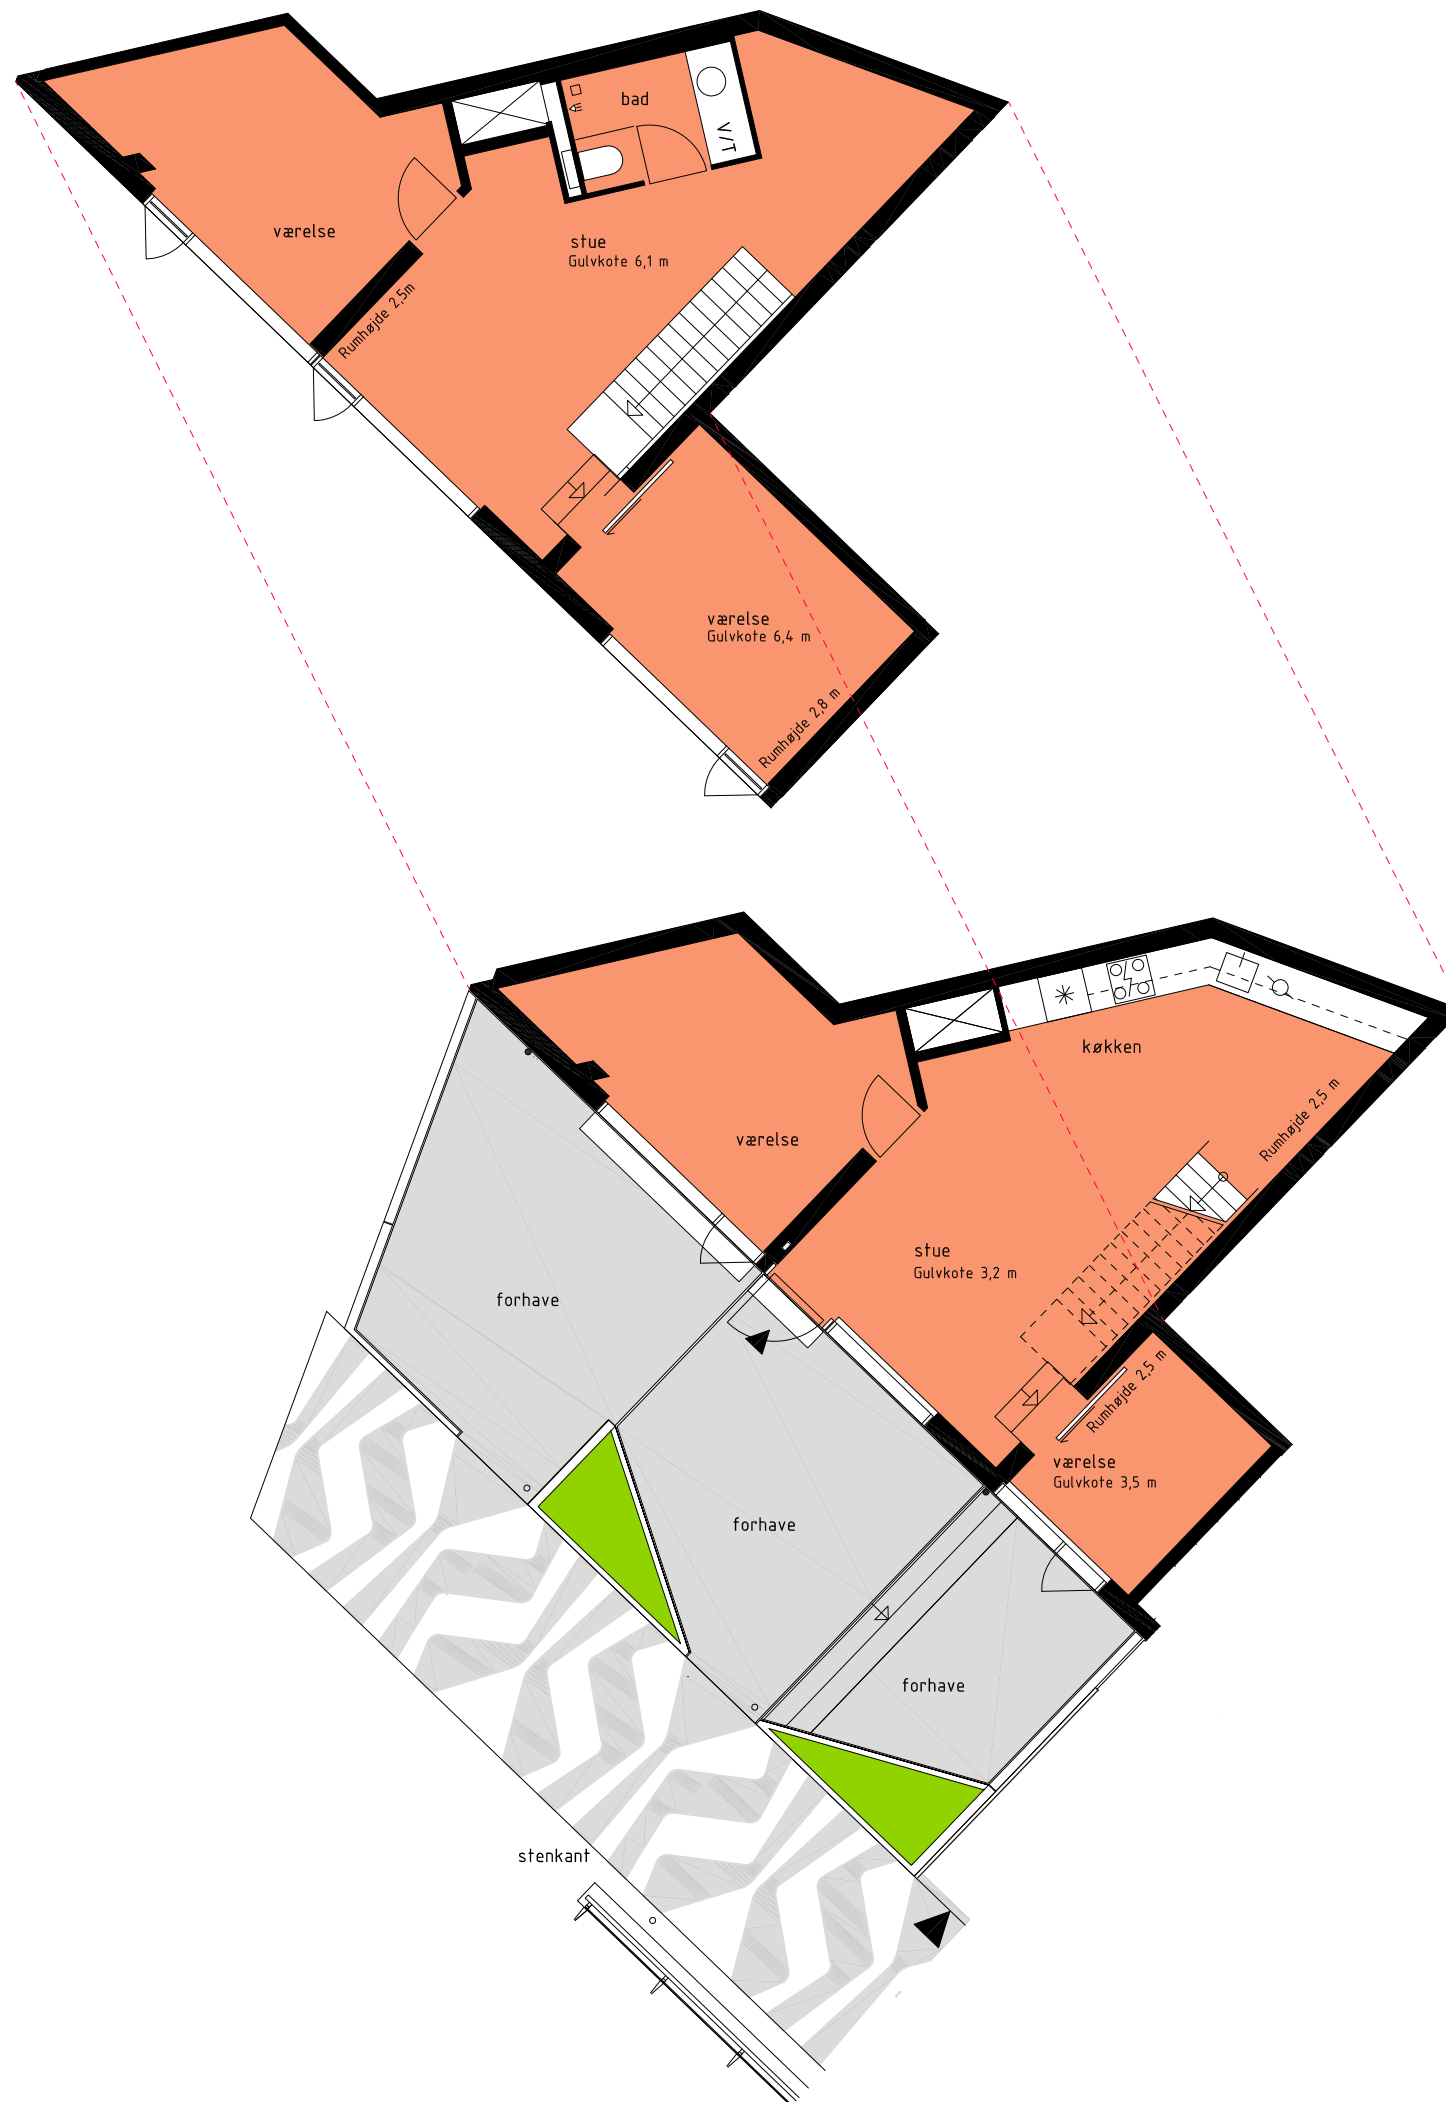 bad
V/T
værelse
stue
Gulvkote 6,1 m
Rumhøjde 2,5m
værelse
Gulvkote 6,4 m
Rumhøjde 2,8 m
køkken
Rumhøjde 2,5 m
værelse
stue
Gulvkote 3,2 m
forhave
Rumhøjde 2,5 m
værelse
Gulvkote 3,5 m
forhave
forhave
stenkant